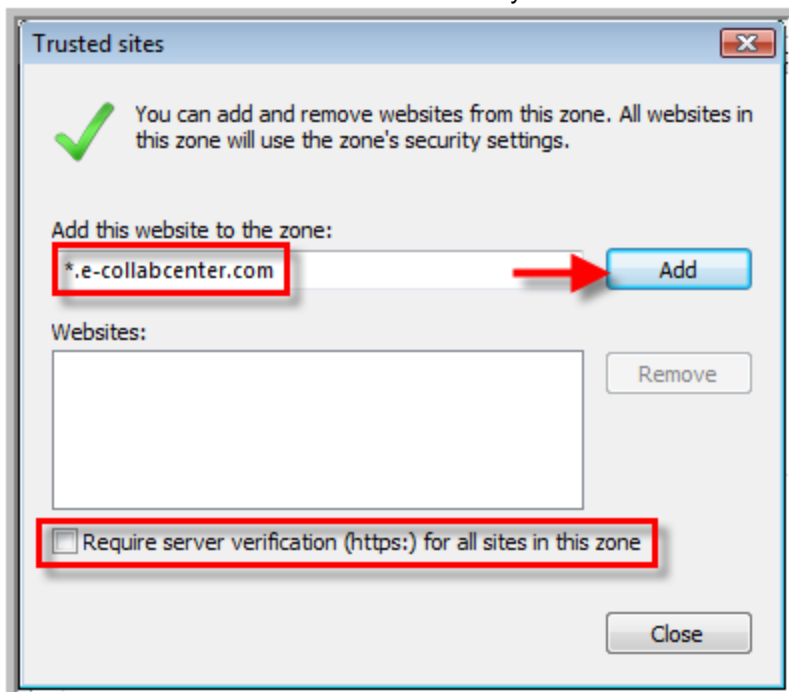 Trusted sites
You can add and remove websites from this zone. All websites in
this zone will use the zone's security settings.
Add this website to the zone:
*.e-collabcenter.com
Add
Websites:
Remove
Require server verification (https:) for all sites in this zone
Close